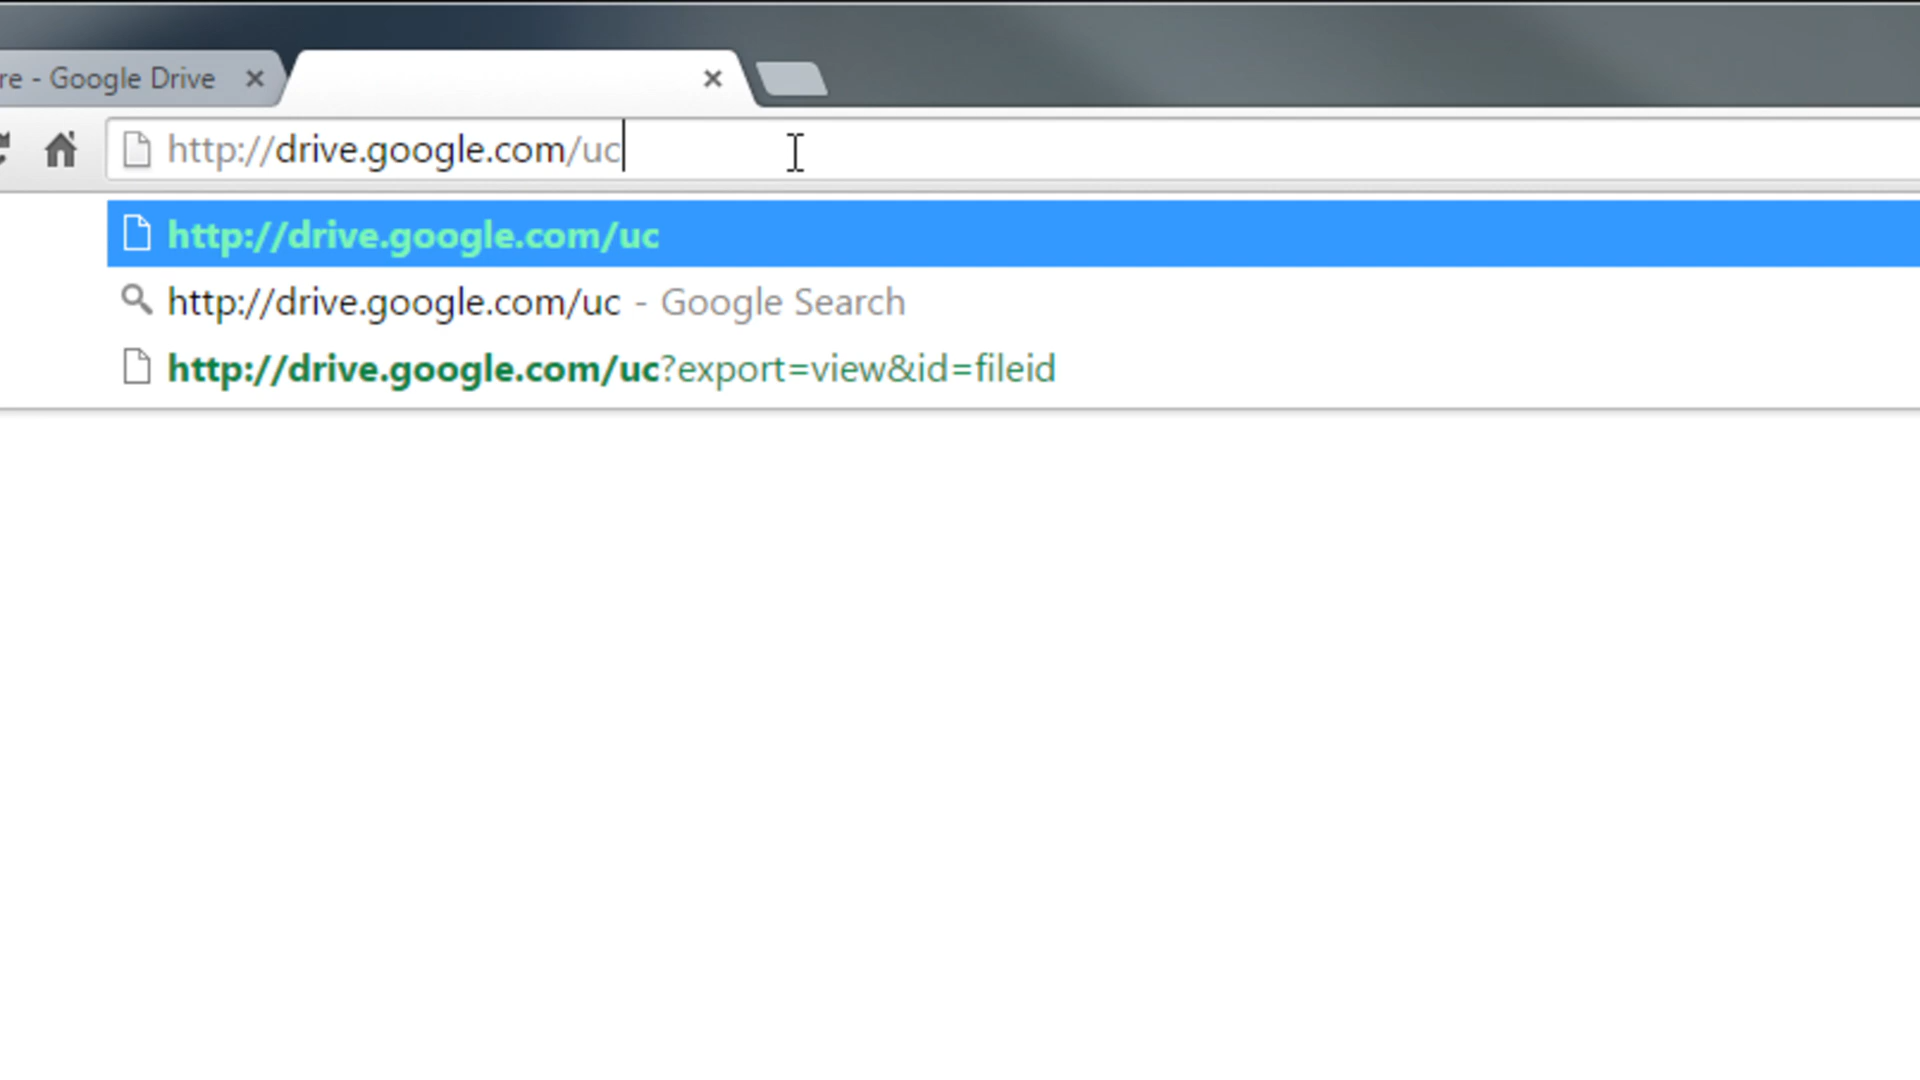 re - Google Drive
http://drive.google.com/uc
http://drive.google.com/uc
http://drive.google.com/uc - Google Search
http://drive.google.com/uc?export=view&id=fileid